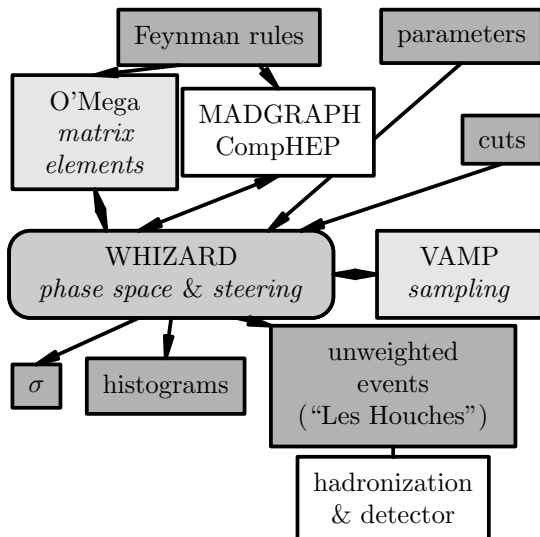 Feynman rules
parameters
O'Mega
matrix
elements
MADGRAPH
CompHEP
cuts
WHIZARD
phase space & steering
VAMP
sampling
σ
histograms
unweighted
events
(“Les Houches”)
hadronization
& detector